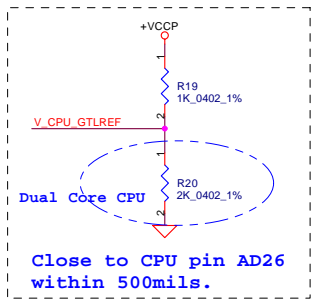 +VCCP
1
R19
1K_0402_1%
2
V_CPU_GTLREF
1
R20
2K_0402_1%
Dual Core CPU
2
Close to CPU pin AD26
within 500mils.